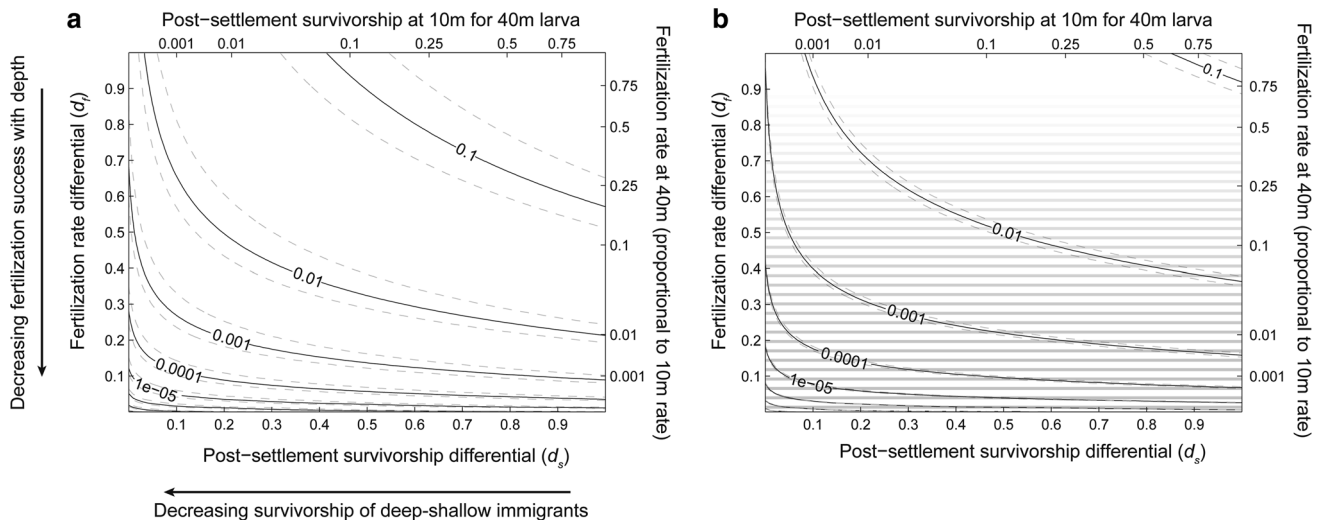 a
Post−settlement survivorship at 10m for 40m larva
0.001 0.01 0.1 0.25 0.5 0.75
Decreasing fertilization success with depth
Fertilization rate differential (df)
0.9
0.8
0.7
0.6
0.5
0.4
0.3
0.2
0.1
0.1
0.01
0.001
0.0001
1e−05
0.75
0.5
0.25
0.1
0.01
0.001
Fertilization rate at 40m (proportional to 10m rate)
0.1 0.2 0.3 0.4 0.5 0.6 0.7 0.8 0.9
Post−settlement survivorship differential (ds)
Decreasing survivorship of deep-shallow immigrants
b
Post−settlement survivorship at 10m for 40m larva
0.001 0.01 0.1 0.25 0.5 0.75
Fertilization rate differential (df)
0.9
0.8
0.7
0.6
0.5
0.4
0.3
0.2
0.1
0.1
0.01
0.001
0.0001
1e−05
0.75
0.5
0.25
0.1
0.01
0.001
Fertilization rate at 40m (proportional to 10m rate)
0.1 0.2 0.3 0.4 0.5 0.6 0.7 0.8 0.9
Post−settlement survivorship differential (ds)